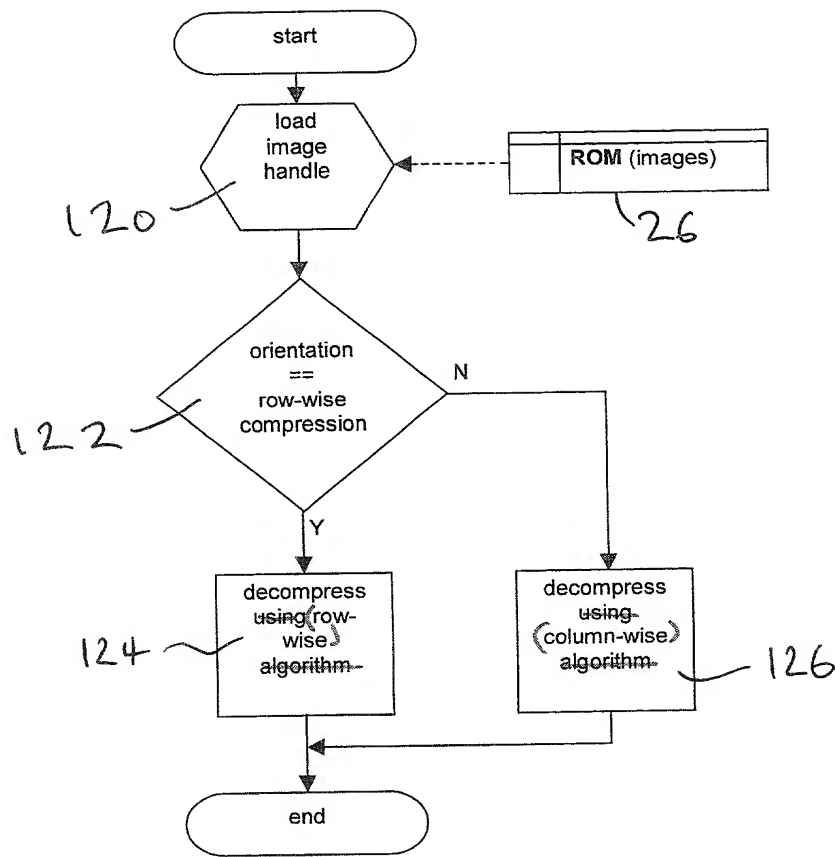 start
load
image
handle
ROM (images)
120
26
orientation
==
row-wise
compression
N
122
Y
decompress
using (row-
wise)
algorithm
124
decompress
using
(column-wise)
algorithm
126
end